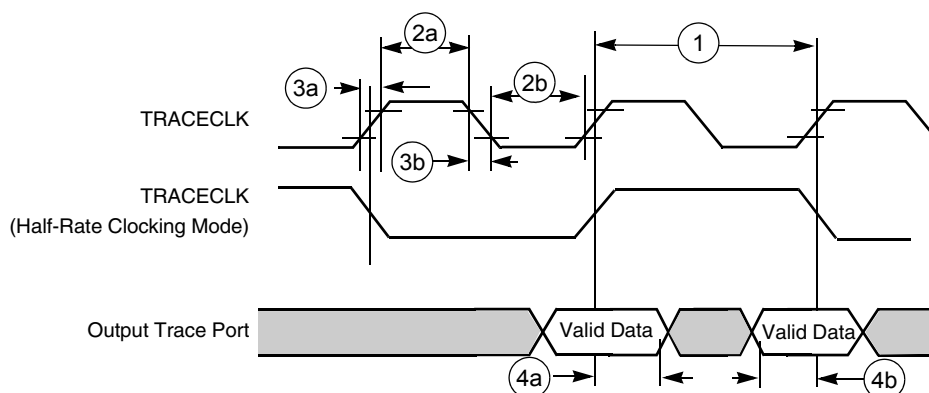 2a
1
3a
2b
TRACECLK
3b
TRACECLK
(Half-Rate Clocking Mode)
Output Trace Port
Valid Data
Valid Data
4a
4b